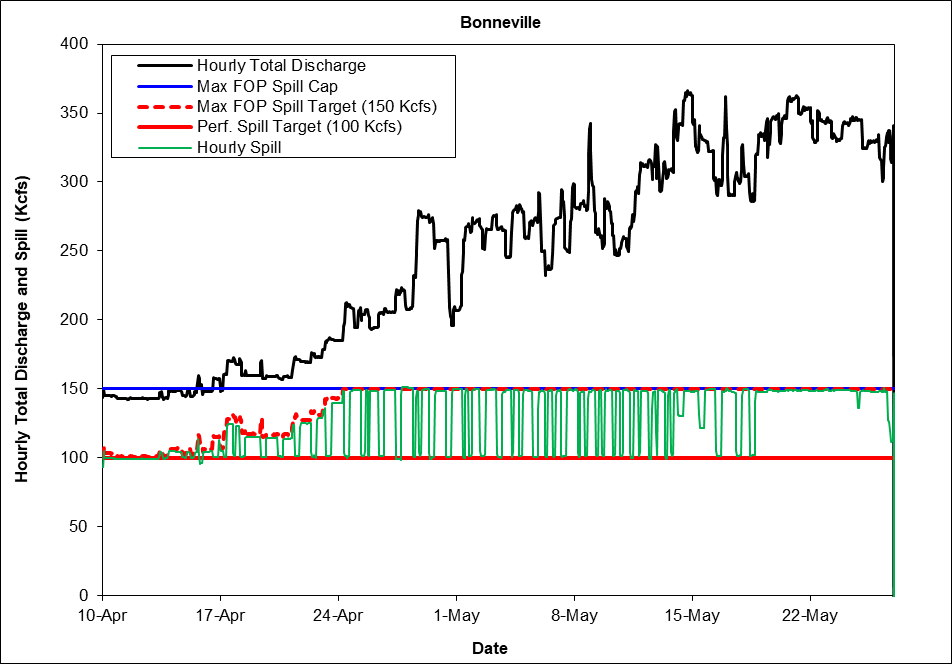 Bonneville
Hourly Total Discharge
Max FOP Spill Cap
Max FOP Spill Target (150 Kcfs)
Perf. Spill Target (100 Kcfs)
Hourly Spill
Hourly Total Discharge and Spill (Kcfs)
400
350
300
250
200
150
100
50
0
10-Apr
17-Apr
24-Apr
1-May
8-May
15-May
22-May
Date